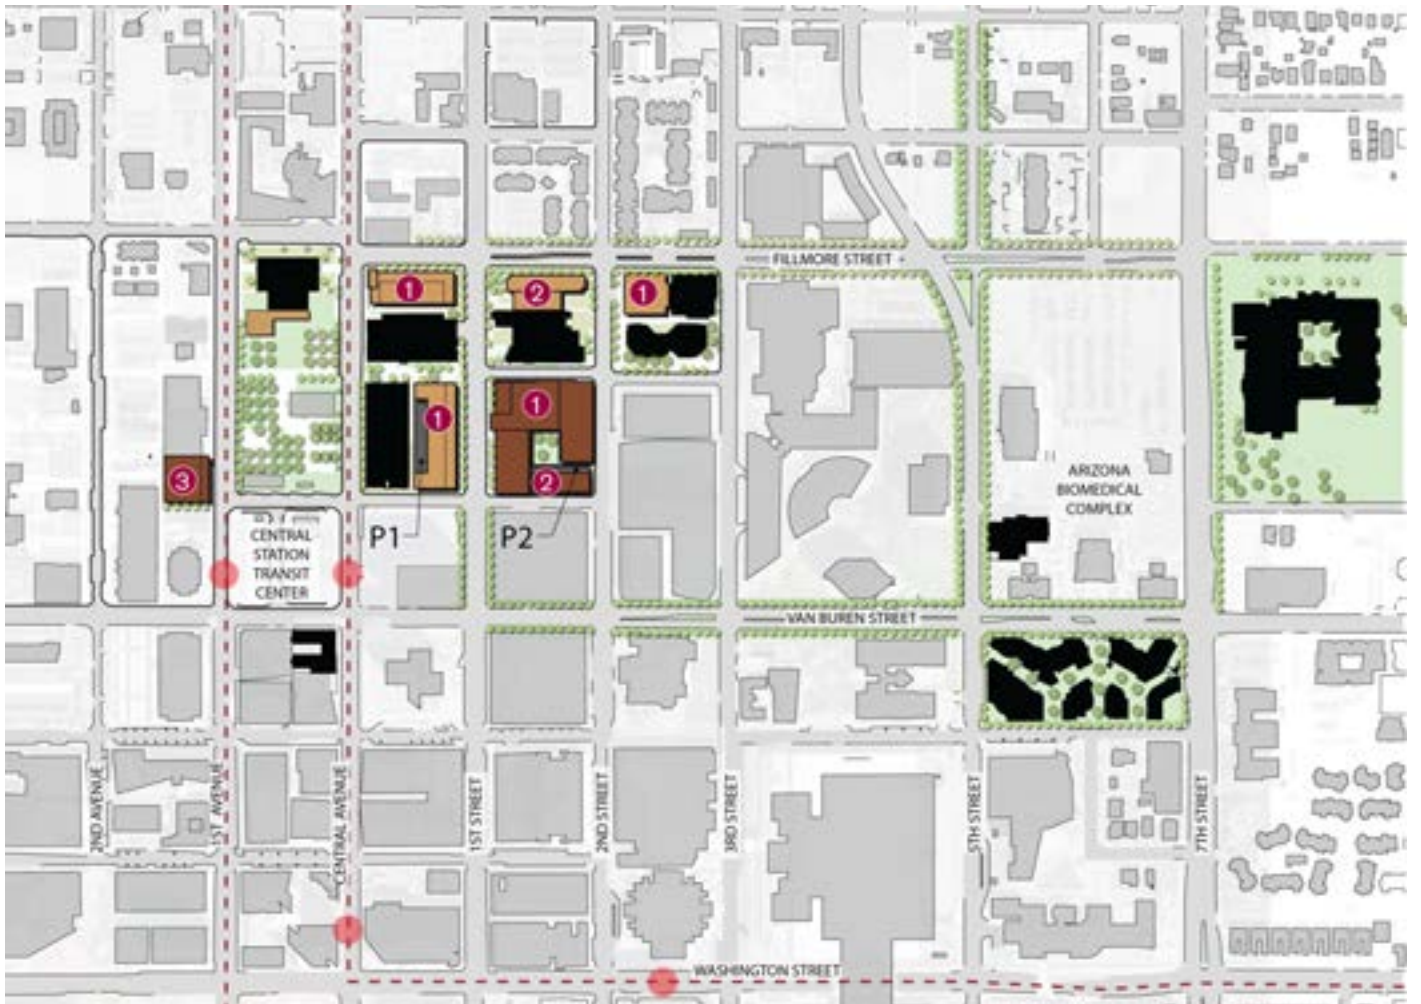 FILLMORE STREET
1
2
1
1
1
3
2
ARIZONA
BIOMEDICAL
COMPLEX
P1
P2
CENTRAL
STATION
TRANSIT
CENTER
VAN BUREN STREET
2ND AVENUE
1ST AVENUE
CENTRAL AVENUE
1ST STREET
2ND STREET
3RD STREET
5TH STREET
7TH STREET
WASHINGTON STREET